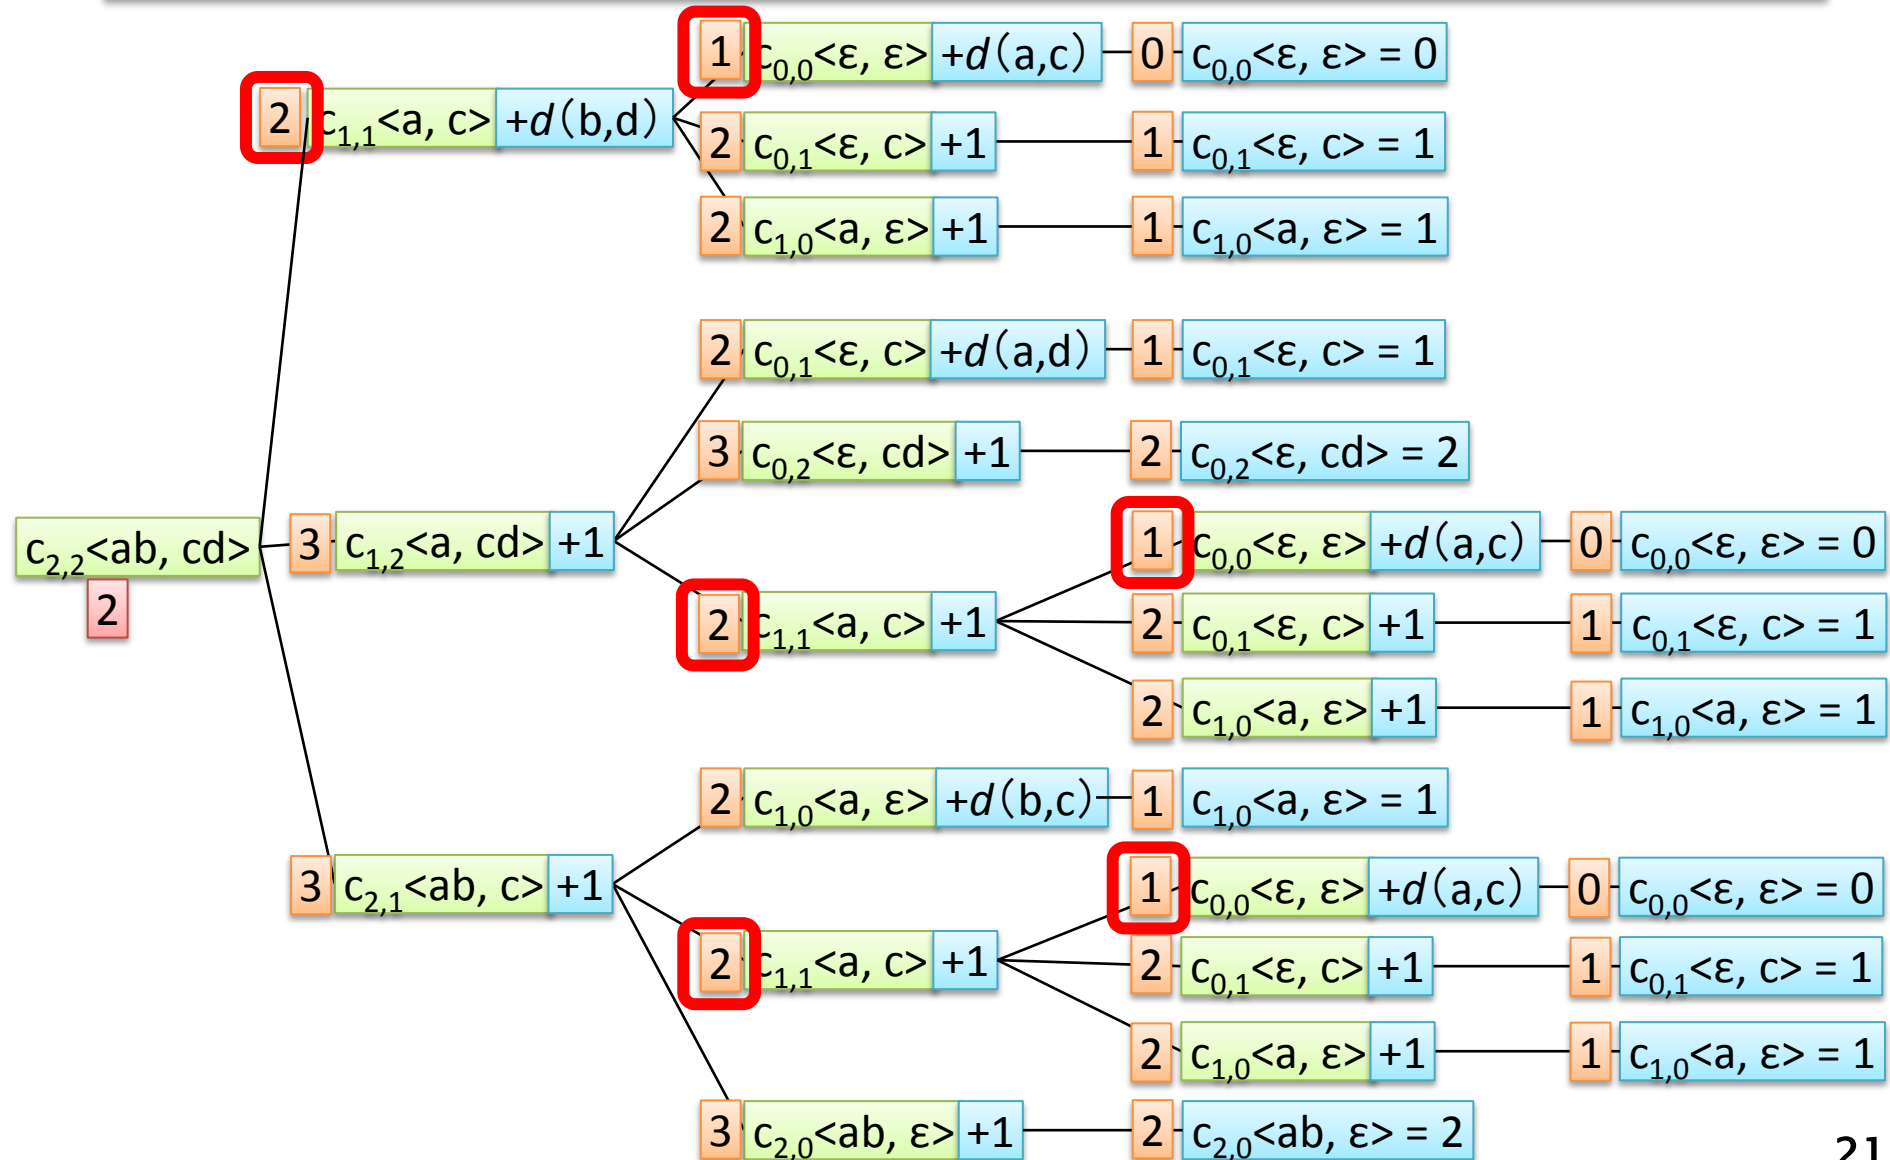 1 c0,0<ε, ε> +d(a,c) 0 c0,0<ε, ε> = 0
2 c1,1<a, c> +d(b,d)
2 c0,1<ε, c> +1 1 c0,1<ε, c> = 1
2 c1,0<a, ε> +1 1 c1,0<a, ε> = 1
2 c0,1<ε, c> +d(a,d) 1 c0,1<ε, c> = 1
3 c0,2<ε, cd> +1 2 c0,2<ε, cd> = 2
c2,2<ab, cd> 3 c1,2<a, cd> +1 1 c0,0<ε, ε> +d(a,c) 0 c0,0<ε, ε> = 0
2
2 c1,1<a, c> +1 2 c0,1<ε, c> +1 1 c0,1<ε, c> = 1
2 c1,0<a, ε> +1 1 c1,0<a, ε> = 1
2 c1,0<a, ε> +d(b,c) 1 c1,0<a, ε> = 1
3 c2,1<ab, c> +1 1 c0,0<ε, ε> +d(a,c) 0 c0,0<ε, ε> = 0
2 c1,1<a, c> +1 2 c0,1<ε, c> +1 1 c0,1<ε, c> = 1
2 c1,0<a, ε> +1 1 c1,0<a, ε> = 1
3 c2,0<ab, ε> +1 2 c2,0<ab, ε> = 2
21